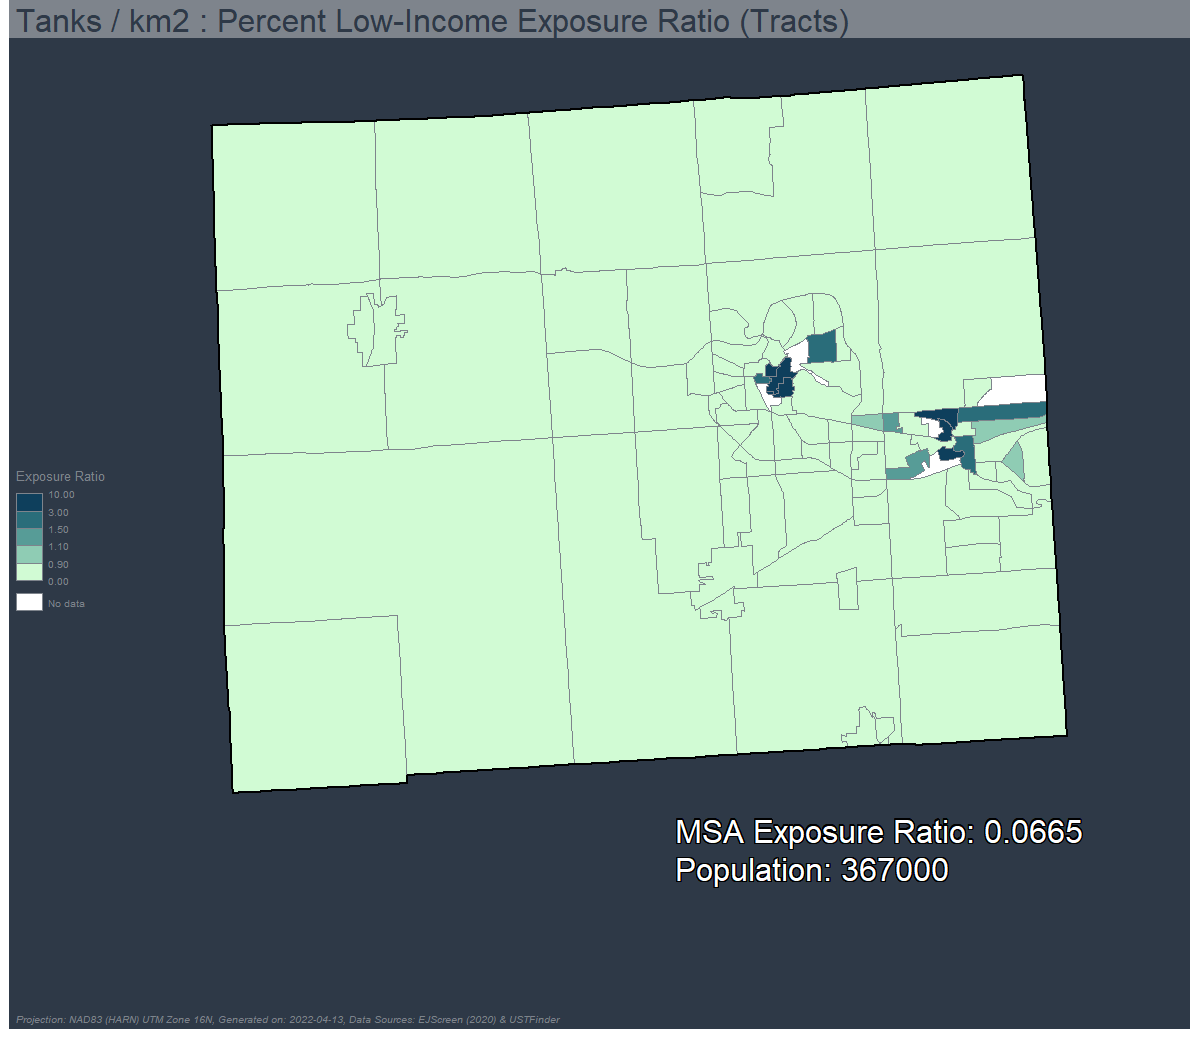 Tanks / km2 : Percent Low-Income Exposure Ratio (Tracts)
Exposure Ratio
10.00
3.00
1.50
1.10
0.90
0.00
No data
MSA Exposure Ratio: 0.0665
Population: 367000
Projection: NAD83 (HARN) UTM Zone 16N, Generated on: 2022-04-13, Data Sources: EJScreen (2020) & USTFinder